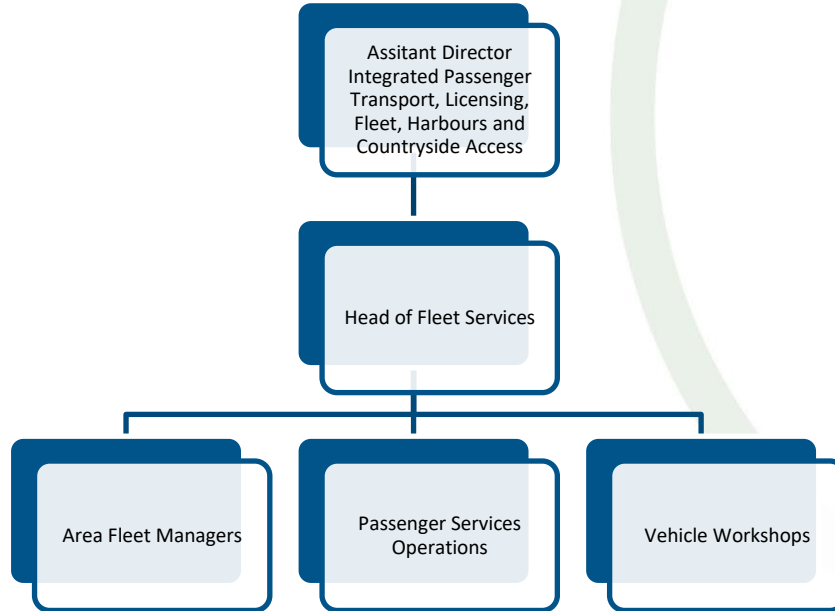 Assitant Director
Integrated Passenger
Transport, Licensing,
Fleet, Harbours and
Countryside Access
Head of Fleet Services
Area Fleet Managers
Passenger Services
Operations
Vehicle Workshops